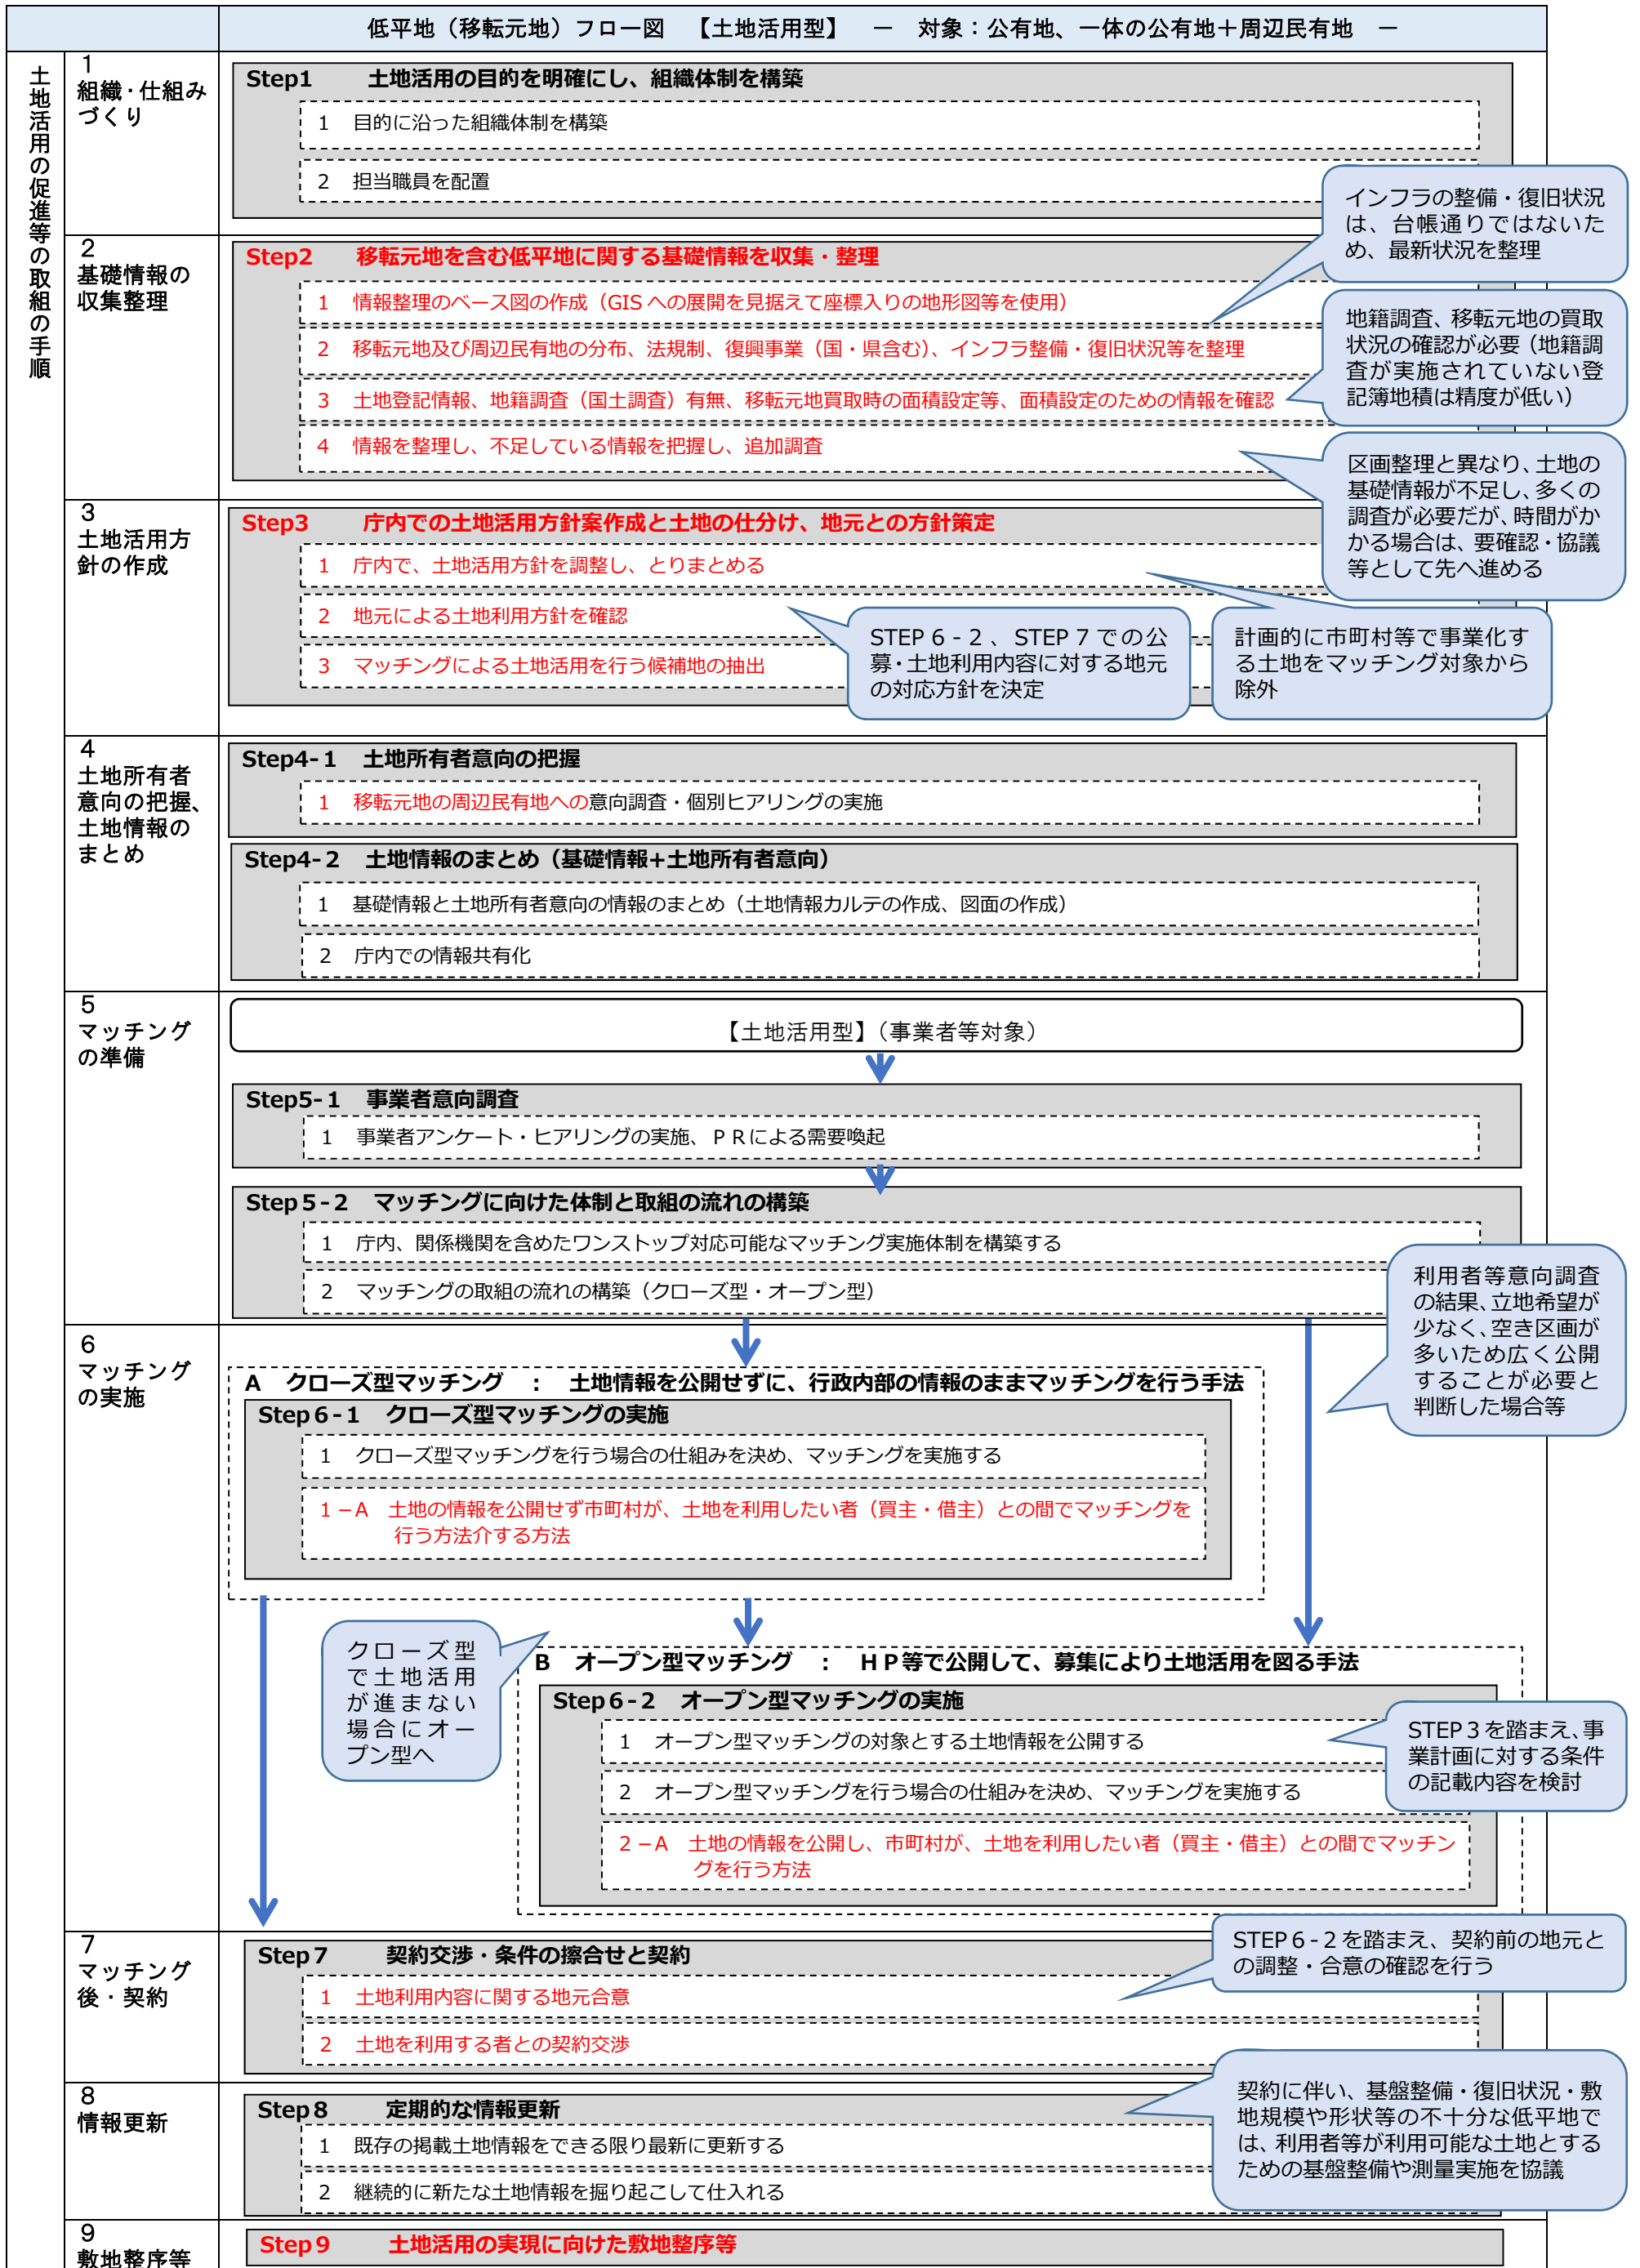 低平地（移転元地）フロー図　【土地活用型】　－　対象：公有地、一体の公有地＋周辺民有地　－
土地活用の促進等の取組の手順
1
組織・仕組み
づくり
Step1　土地活用の目的を明確にし、組織体制を構築
1　目的に沿った組織体制を構築
2　担当職員を配置
インフラの整備・復旧状況
は、台帳通りではないた
め、最新状況を整理
2
基礎情報の
収集整理
Step2　移転元地を含む低平地に関する基礎情報を収集・整理
1　情報整理のベース図の作成（GIS への展開を見据えて座標入りの地形図等を使用）
2　移転元地及び周辺民有地の分布、法規制、復興事業（国・県含む）、インフラ整備・復旧状況等を整理
3　土地登記情報、地籍調査（国土調査）有無、移転元地買取時の面積設定等、面積設定のための情報を確認
4　情報を整理し、不足している情報を把握し、追加調査
地籍調査、移転元地の買取
状況の確認が必要（地籍調
査が実施されていない登
記簿地積は精度が低い）
区画整理と異なり、土地の
基礎情報が不足し、多くの
調査が必要だが、時間がか
かる場合は、要確認・協議
等として先へ進める
3
土地活用方
針の作成
Step3　庁内での土地活用方針案作成と土地の仕分け、地元との方針策定
1　庁内で、土地活用方針を調整し、とりまとめる
2　地元による土地利用方針を確認
3　マッチングによる土地活用を行う候補地の抽出
STEP６-２、STEP７での公
募・土地利用内容に対する地元
の対応方針を決定
計画的に市町村等で事業化す
る土地をマッチング対象から
除外
4
土地所有者
意向の把握、
土地情報の
まとめ
Step4-１　土地所有者意向の把握
1　移転元地の周辺民有地への意向調査・個別ヒアリングの実施
Step4-２　土地情報のまとめ（基礎情報+土地所有者意向）
1　基礎情報と土地所有者意向の情報のまとめ（土地情報カルテの作成、図面の作成）
2　庁内での情報共有化
5
マッチング
の準備
【土地活用型】（事業者等対象）
Step5-１　事業者意向調査
1　事業者アンケート・ヒアリングの実施、ＰＲによる需要喚起
Step５-２　マッチングに向けた体制と取組の流れの構築
1　庁内、関係機関を含めたワンストップ対応可能なマッチング実施体制を構築する
2　マッチングの取組の流れの構築（クローズ型・オープン型）
利用者等意向調査
の結果、立地希望が
少なく、空き区画が
多いため広く公開
することが必要と
判断した場合等
6
マッチング
の実施
A　クローズ型マッチング　：　土地情報を公開せずに、行政内部の情報のままマッチングを行う手法
Step６-１　クローズ型マッチングの実施
1　クローズ型マッチングを行う場合の仕組みを決め、マッチングを実施する
１−A　土地の情報を公開せず市町村が、土地を利用したい者（買主・借主）との間でマッチングを
行う方法介する方法
クローズ型
で土地活用
が進まない
場合にオー
プン型へ
B　オープン型マッチング　：　ＨＰ等で公開して、募集により土地活用を図る手法
Step６-２　オープン型マッチングの実施
1　オープン型マッチングの対象とする土地情報を公開する
2　オープン型マッチングを行う場合の仕組みを決め、マッチングを実施する
２−A　土地の情報を公開し、市町村が、土地を利用したい者（買主・借主）との間でマッチン
グを行う方法
STEP３を踏まえ、事
業計画に対する条件
の記載内容を検討
7
マッチング
後・契約
Step７　契約交渉・条件の擦合せと契約
1　土地利用内容に関する地元合意
2　土地を利用する者との契約交渉
STEP６-２を踏まえ、契約前の地元と
の調整・合意の確認を行う
8
情報更新
Step８　定期的な情報更新
1　既存の掲載土地情報をできる限り最新に更新する
2　継続的に新たな土地情報を掘り起こして仕入れる
契約に伴い、基盤整備・復旧状況・敷
地規模や形状等の不十分な低平地で
は、利用者等が利用可能な土地とする
ための基盤整備や測量実施を協議
9
敷地整序等
Step９　土地活用の実現に向けた敷地整序等